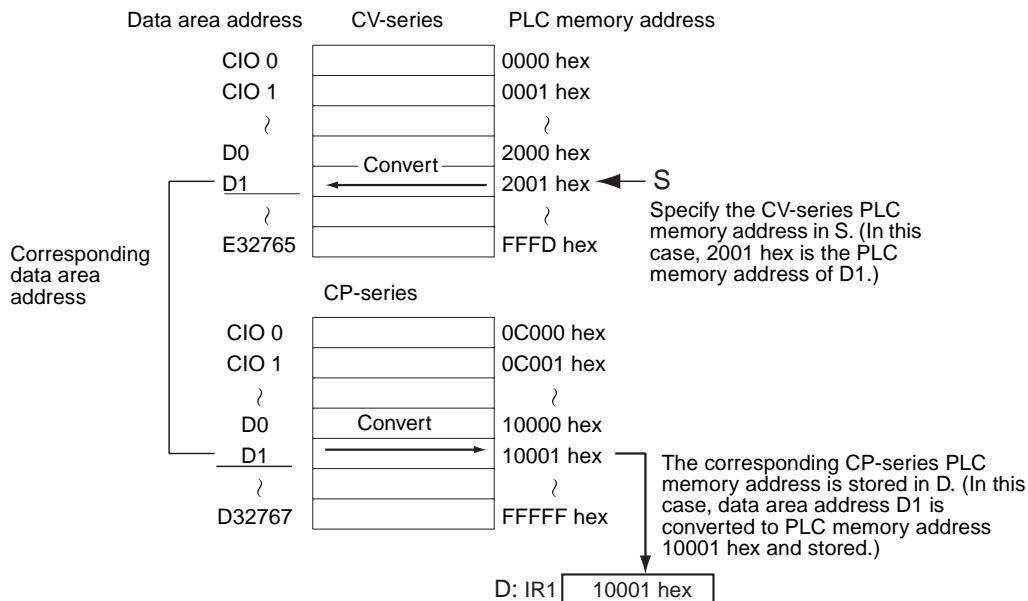 Data area address CV-series PLC memory address
CIO 0 0000 hex
CIO 1 0001 hex
~ ~
D0 2000 hex
Convert
D1 2001 hex S
~ ~
E32765 FFFD hex
Specify the CV-series PLC
memory address in S. (In this
case, 2001 hex is the PLC
memory address of D1.)
Corresponding
data area
address
CP-series
CIO 0 0C000 hex
CIO 1 0C001 hex
~ ~
D0 Convert 10000 hex
D1 10001 hex
~ ~
D32767 FFFFF hex
The corresponding CP-series PLC
memory address is stored in D. (In this
case, data area address D1 is
converted to PLC memory address
10001 hex and stored.)
D: IR1 10001 hex